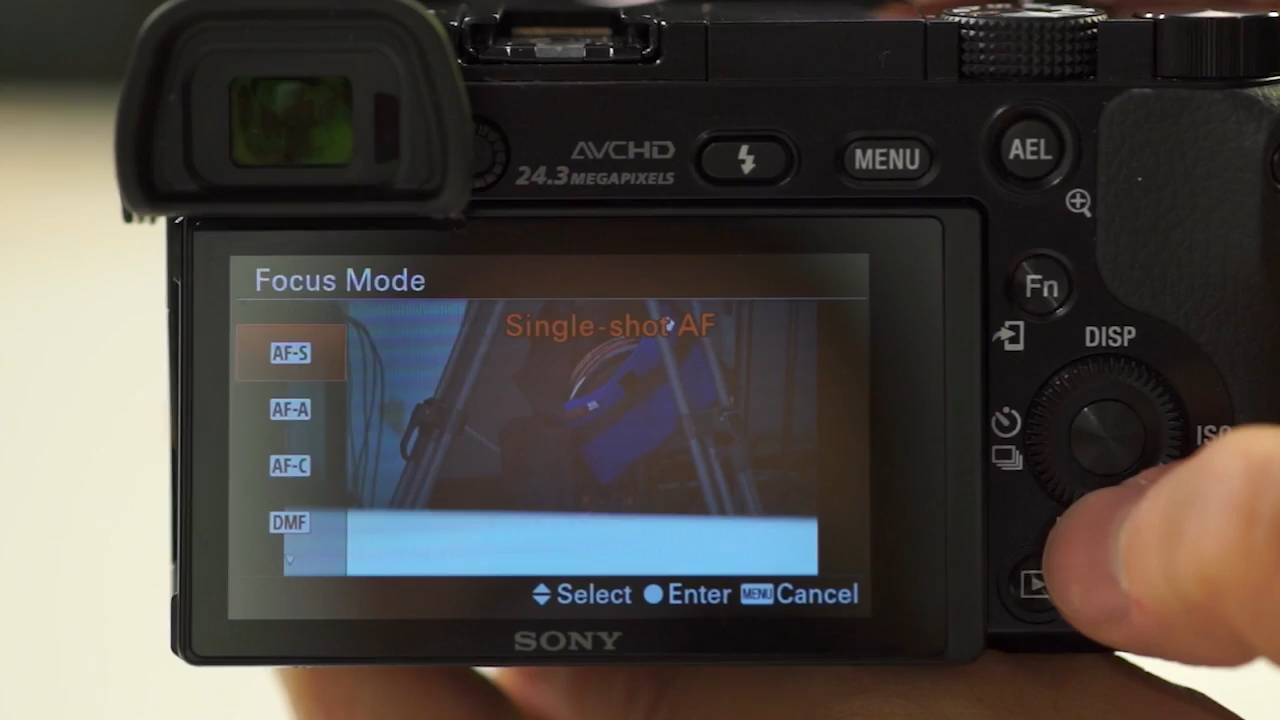 AVCHD
24.3 MEGAPIXELS
MENU
AEL
Fn
DISP
Focus Mode
Single-shot AF
AF-S
AF-A
AF-C
DMF
Select Enter MENU Cancel
SONY